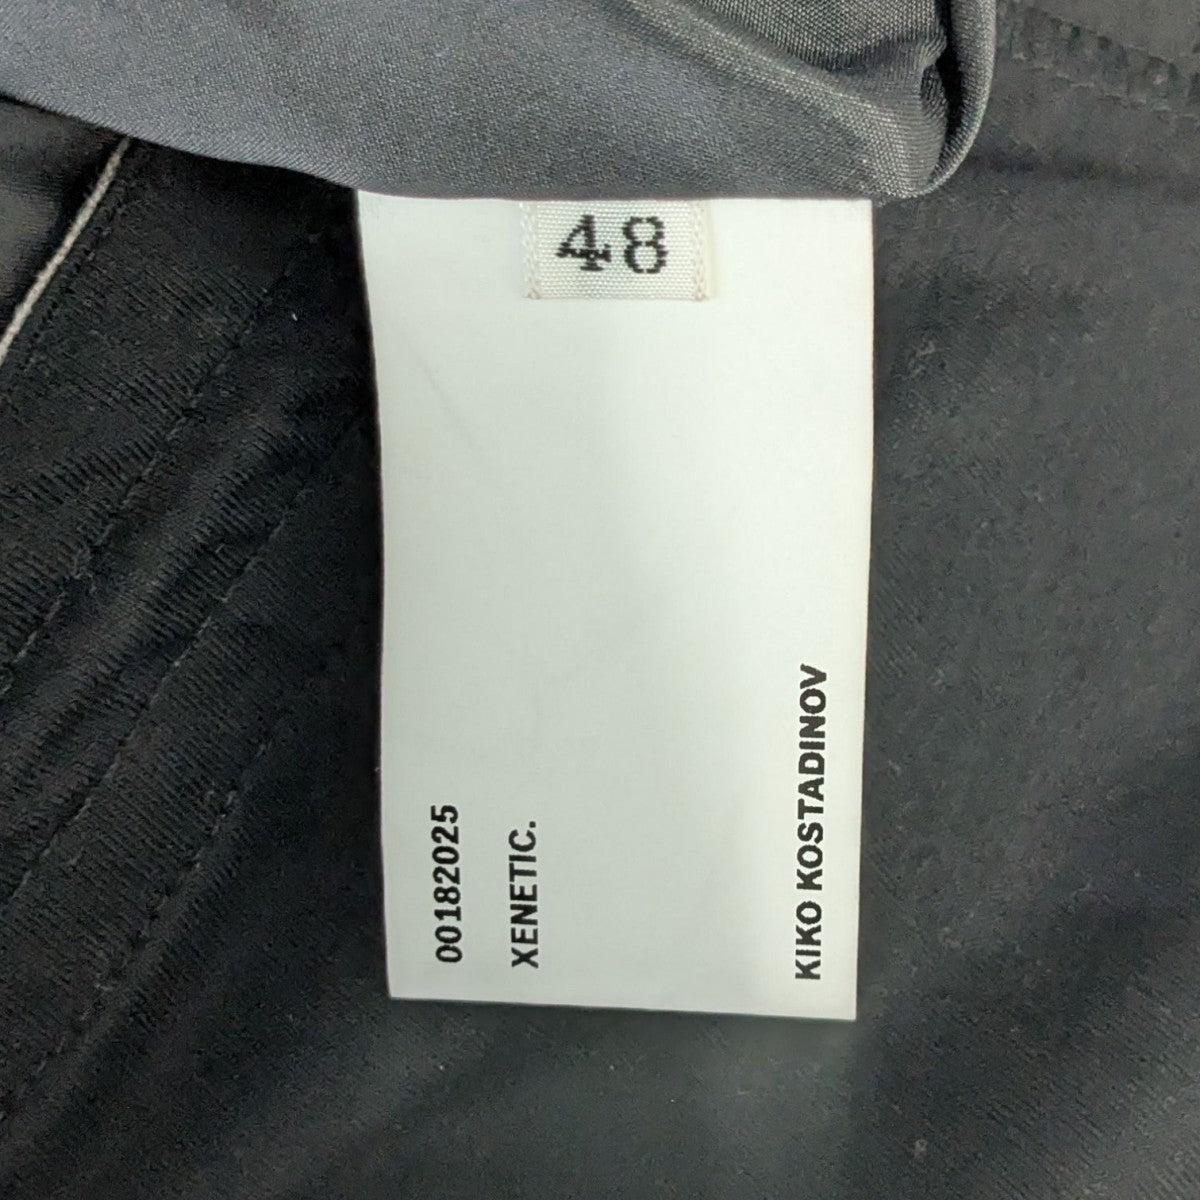 48
00182025
XENETIC.
KIKO KOSTADINOV